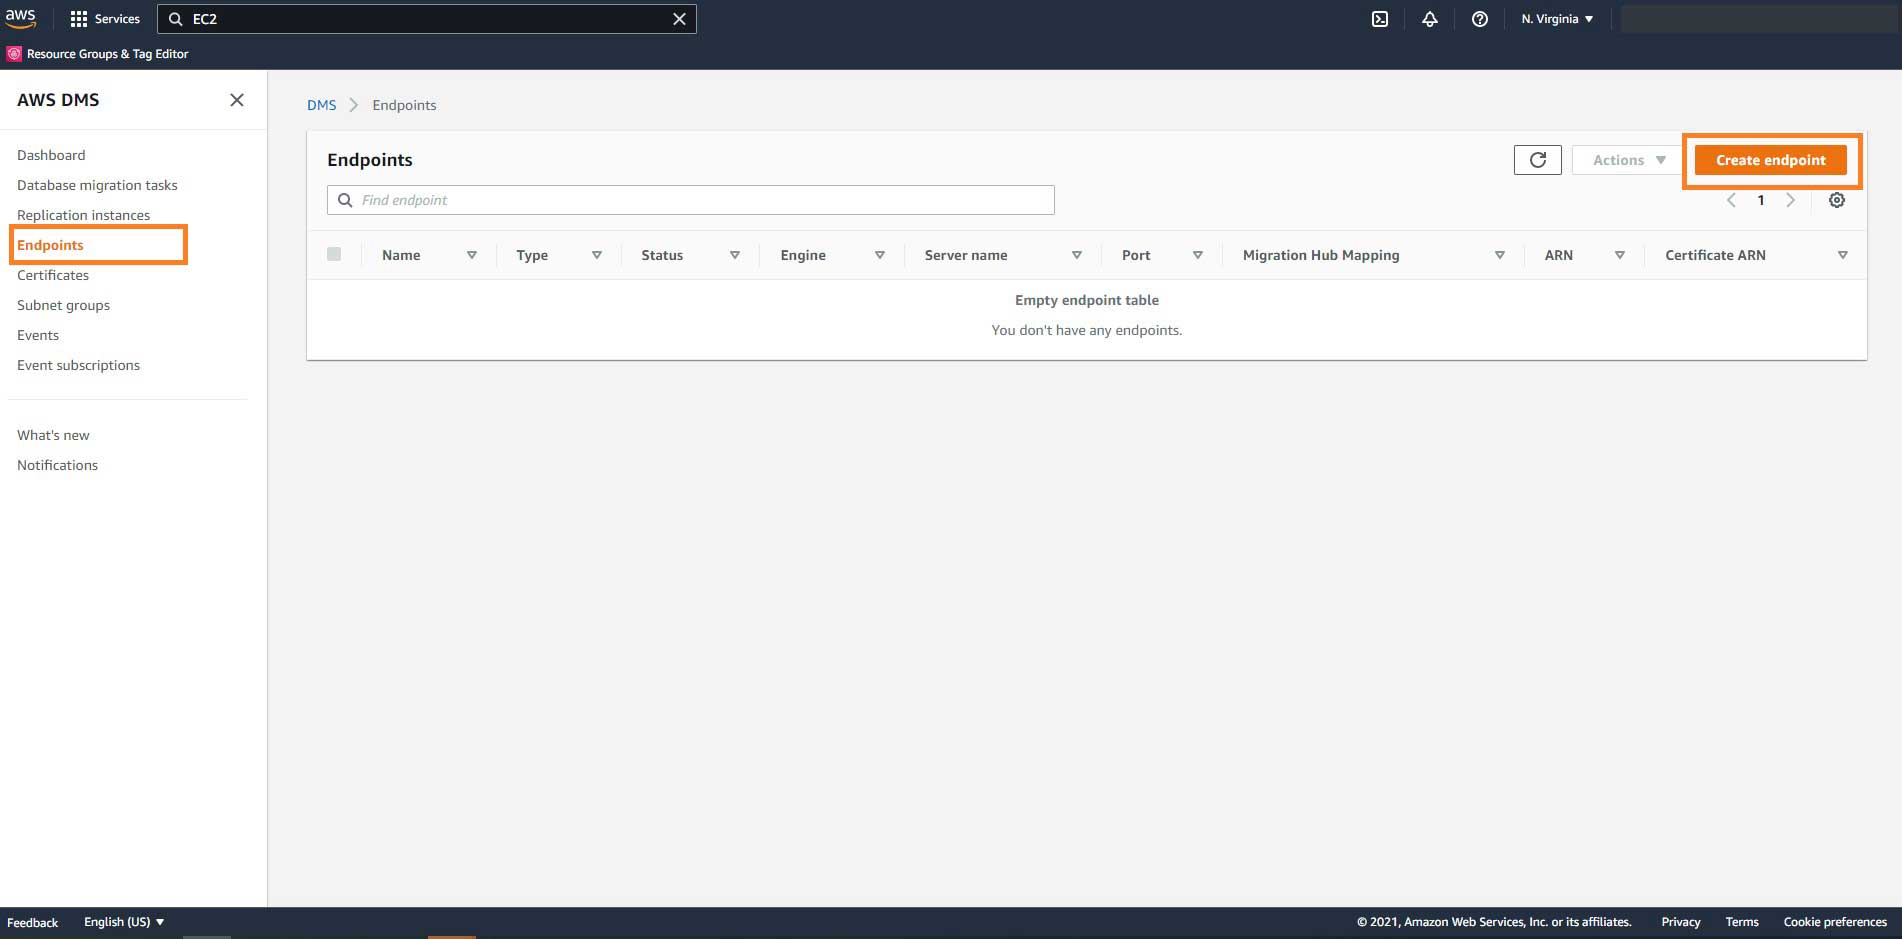 aws
Services
EC2
N. Virginia
Resource Groups & Tag Editor
AWS DMS
Dashboard
Database migration tasks
Replication instances
Endpoints
Certificates
Subnet groups
Events
Event subscriptions
What's new
Notifications
DMS
Endpoints
Endpoints
Actions
Create endpoint
Find endpoint
1
Name Type Status Engine Server name Port Migration Hub Mapping ARN Certificate ARN
Empty endpoint table
You don't have any endpoints.
Feedback English (US) © 2021, Amazon Web Services, Inc. or its affiliates. Privacy Terms Cookie preferences